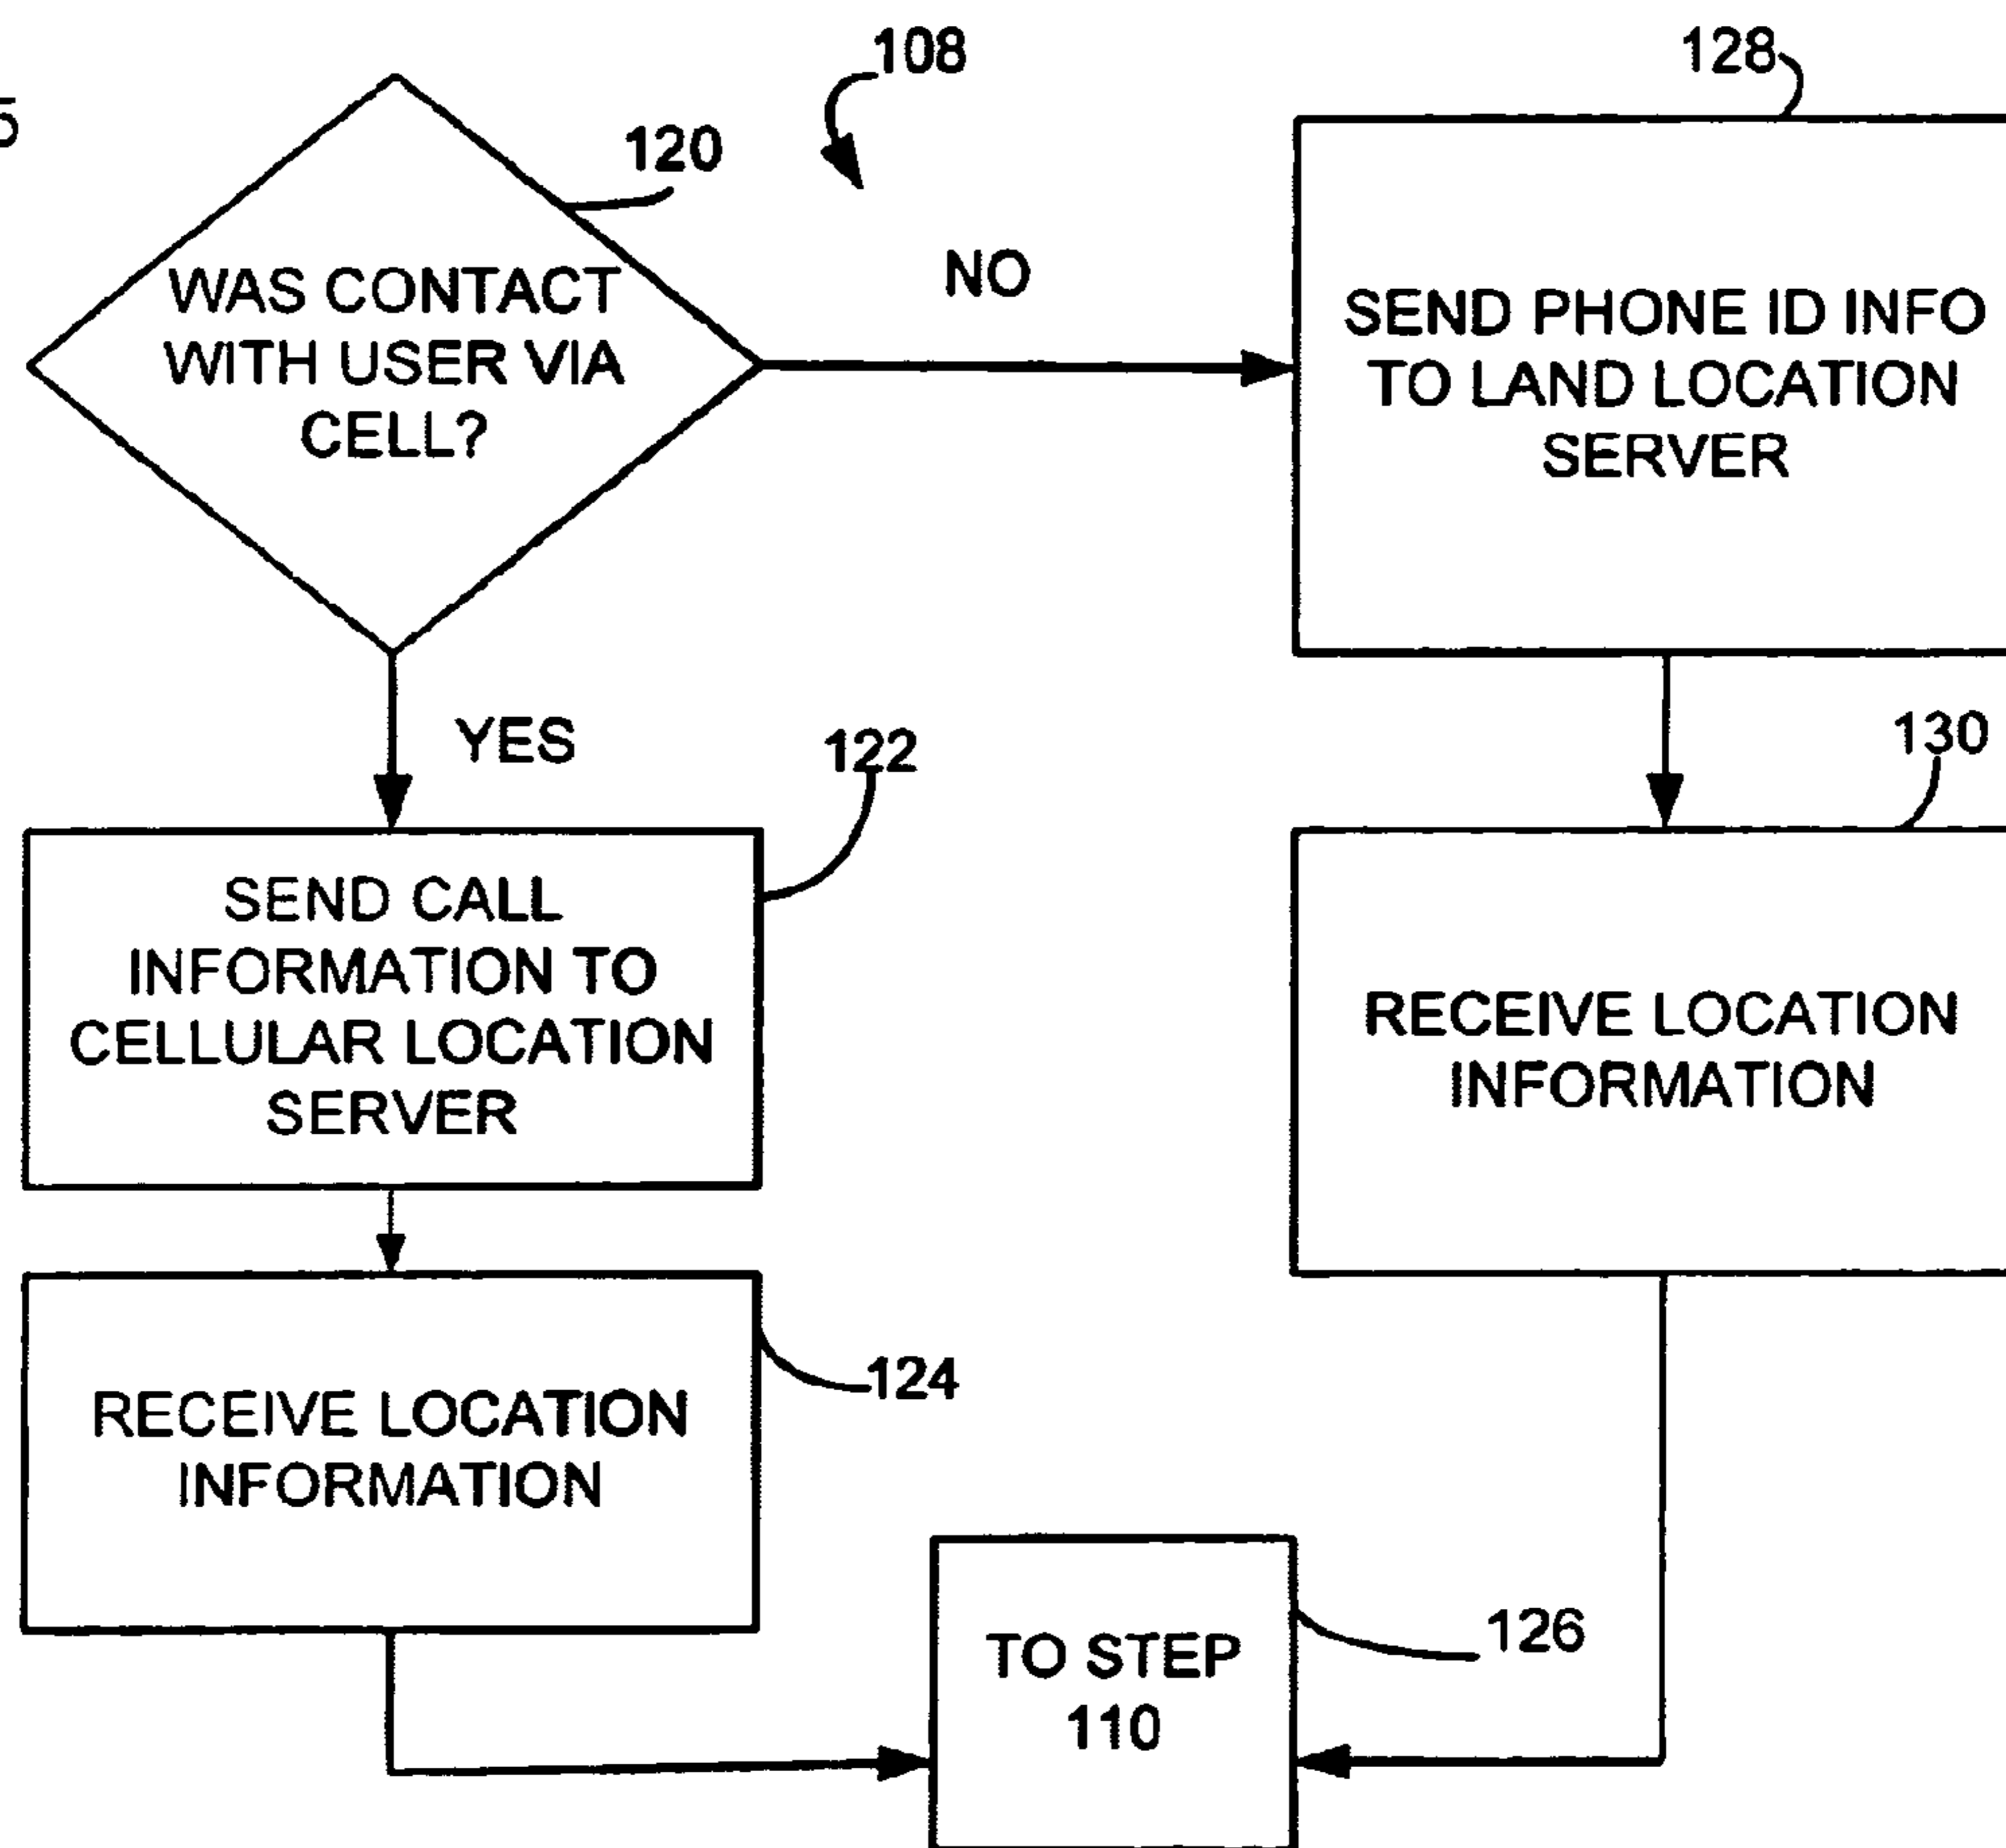 5
108
128
120
NO
WAS CONTACT
WITH USER VIA
CELL?
SEND PHONE ID INFO
TO LAND LOCATION
SERVER
YES
122
130
SEND CALL
INFORMATION TO
CELLULAR LOCATION
SERVER
RECEIVE LOCATION
INFORMATION
124
RECEIVE LOCATION
INFORMATION
126
TO STEP
110